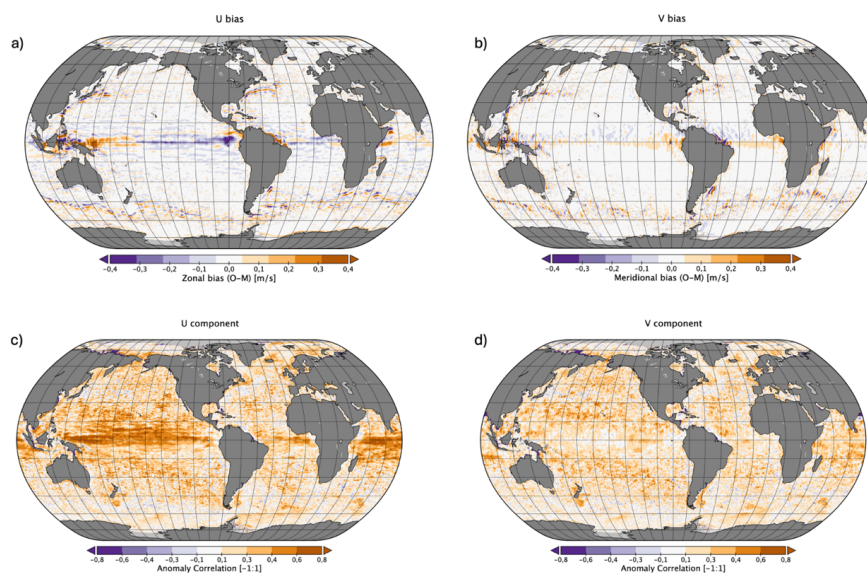 U bias
V bias
a)
b)
-0,4 -0,3 -0,2 -0,1 0,0 0,1 0,2 0,3 0,4
Zonal bias (O-M) [m/s]
-0,4 -0,3 -0,2 -0,1 0,0 0,1 0,2 0,3 0,4
Meridional bias (O-M) [m/s]
U component
V component
c)
d)
-0,8 -0,6 -0,4 -0,3 -0,1 0,1 0,3 0,4 0,6 0,8
Anomaly Correlation [-1:1]
-0,8 -0,6 -0,4 -0,3 -0,1 0,1 0,3 0,4 0,6 0,8
Anomaly Correlation [-1:1]